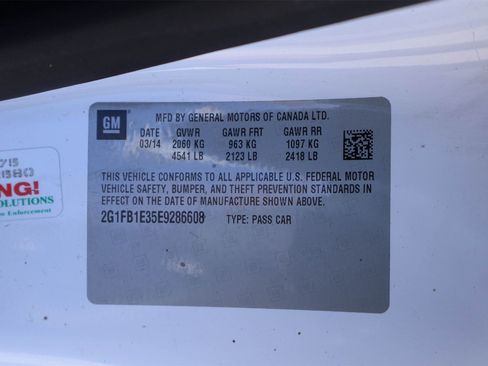 GM
MFD BY GENERAL MOTORS OF CANADA LTD.
DATE GVWR GAWR FRT GAWR RR
03/14 2060 KG 963 KG 1097 KG
4541 LB 2123 LB 2418 LB
THIS VEHICLE CONFORMS TO ALL APPLICABLE U.S. FEDERAL MOTOR
VEHICLE SAFETY, BUMPER, AND THEFT PREVENTION STANDARDS IN
EFFECT ON THE DATE OF MANUFACTURE SHOWN ABOVE.
2G1FB1E35E9286608 TYPE: PASS CAR
NG!
OLUTIONS
Enforcement